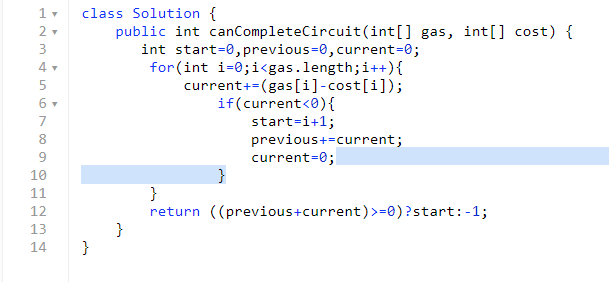 1 class Solution {
2 public int canCompleteCircuit(int[] gas, int[] cost) {
3 int start=0,previous=0,current=0;
4 for(int i=0;i<gas.length;i++){
5 current+=(gas[i]-cost[i]);
6 if(current<0){
7 start=i+1;
8 previous+=current;
9 current=0;
10 }
11 }
12 return ((previous+current)>=0)?start:-1;
13 }
14 }